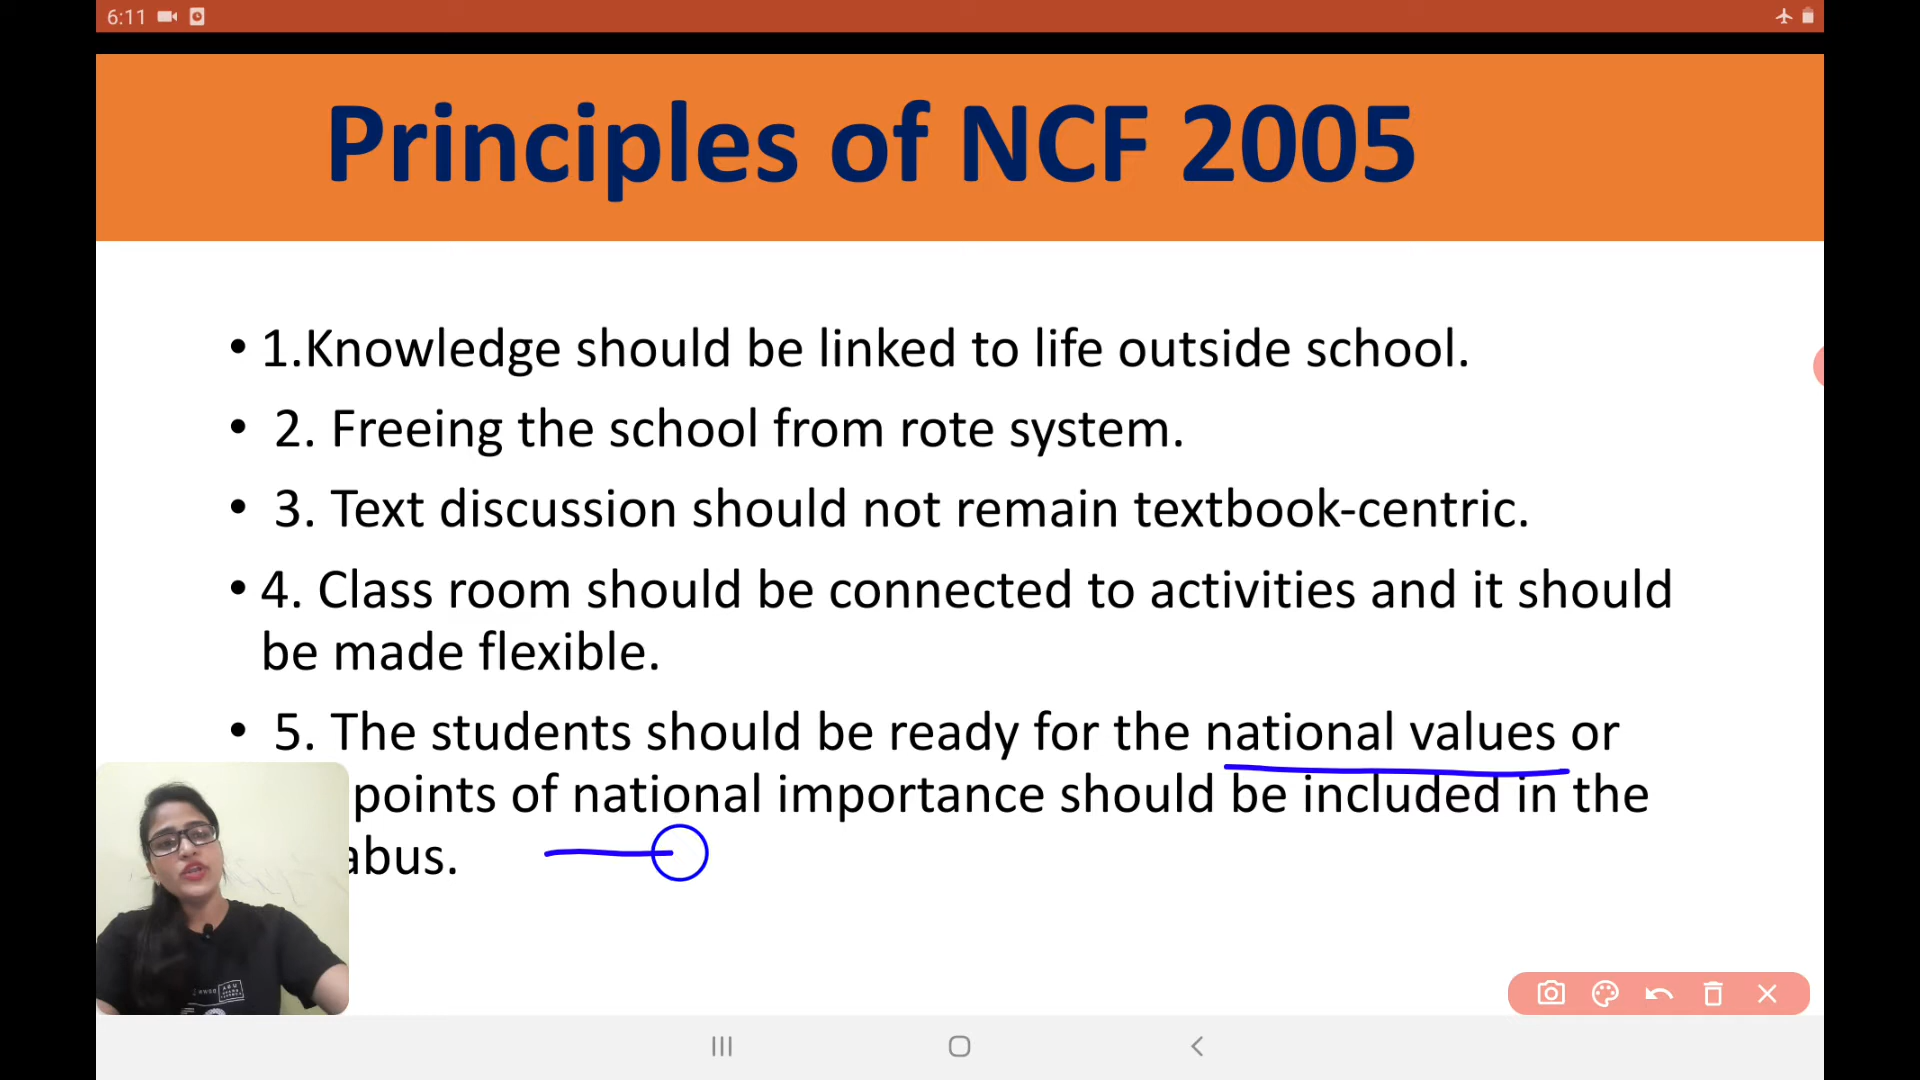 6:11
Principles of NCF 2005
• 1.Knowledge should be linked to life outside school.
• 2. Freeing the school from rote system.
• 3. Text discussion should not remain textbook-centric.
• 4. Class room should be connected to activities and it should
be made flexible.
• 5. The students should be ready for the national values or
points of national importance should be included in the
abus.